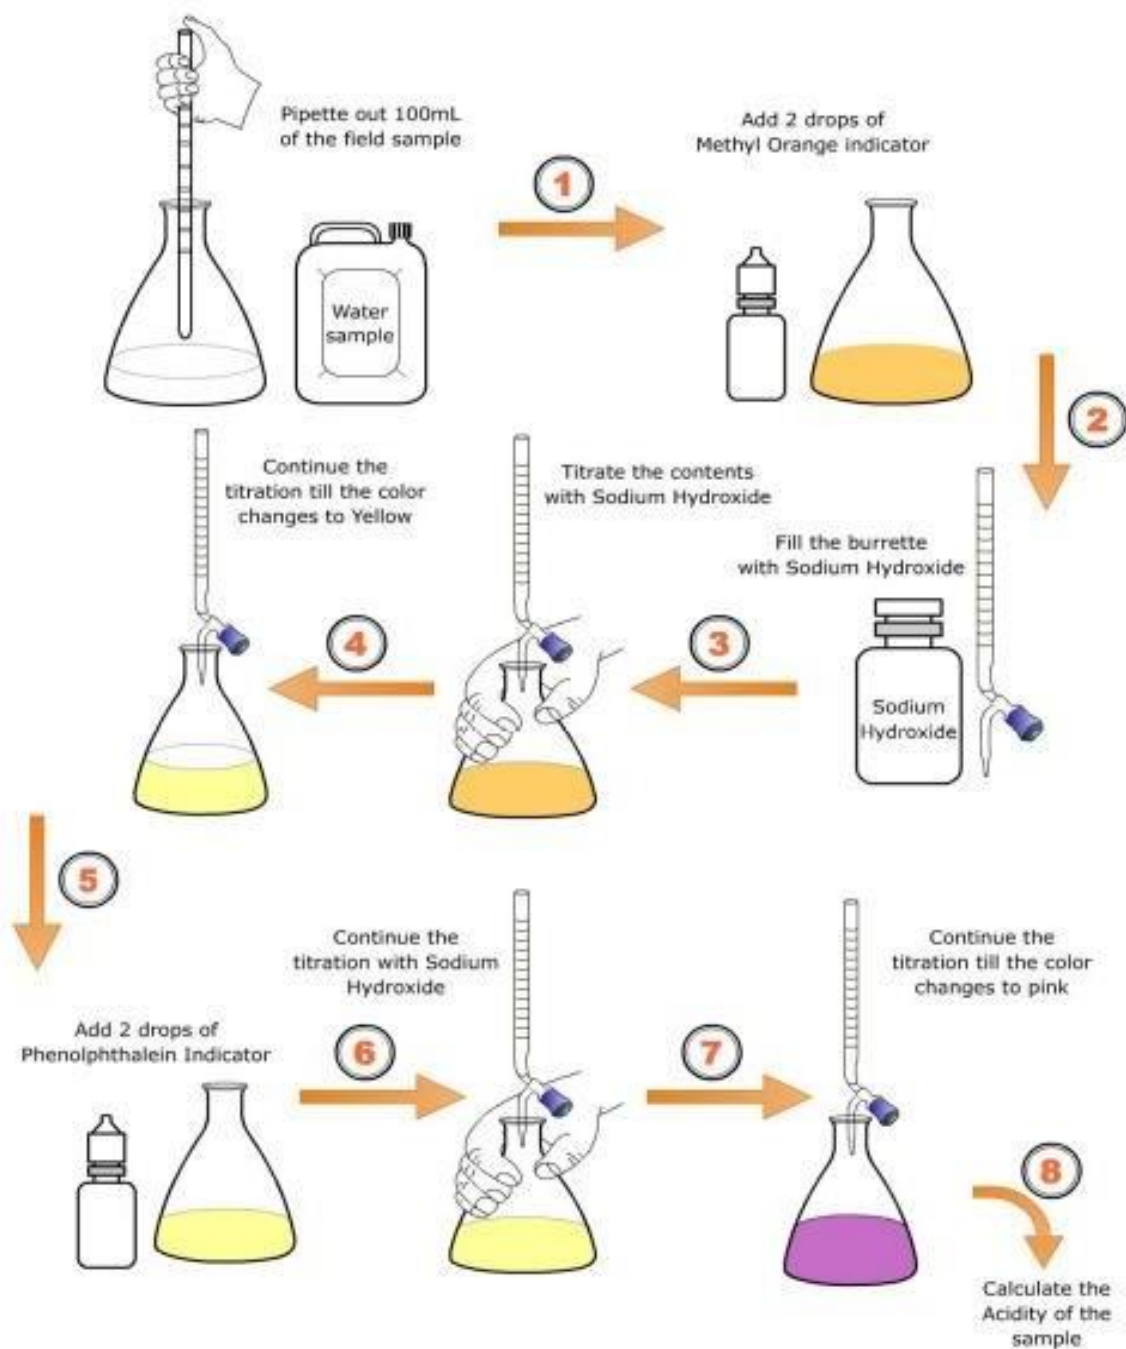 Pipette out 100mL
of the field sample
Water
sample
1
Add 2 drops of
Methyl Orange indicator
2
Fill the burrette
with Sodium Hydroxide
Sodium
Hydroxide
3
Titrate the contents
with Sodium Hydroxide
4
Continue the
titration till the color
changes to Yellow
5
Add 2 drops of
Phenolphthalein Indicator
6
Continue the
titration with Sodium
Hydroxide
7
Continue the
titration till the color
changes to pink
8
Calculate the
Acidity of the
sample